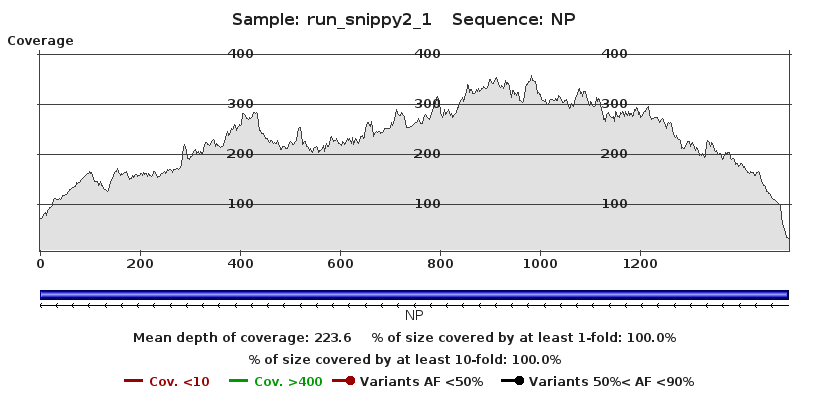 Sample: run_snippy2_1 Sequence: NP
Coverage
400 400 400
300 300 300
200 200 200
100 100 100
0 200 400 600 800 1000 1200
NP
Mean depth of coverage: 223.6 % of size covered by at least 1-fold: 100.0%
% of size covered by at least 10-fold: 100.0%
Cov. <10 Cov. >400 Variants AF <50% Variants 50%< AF <90%